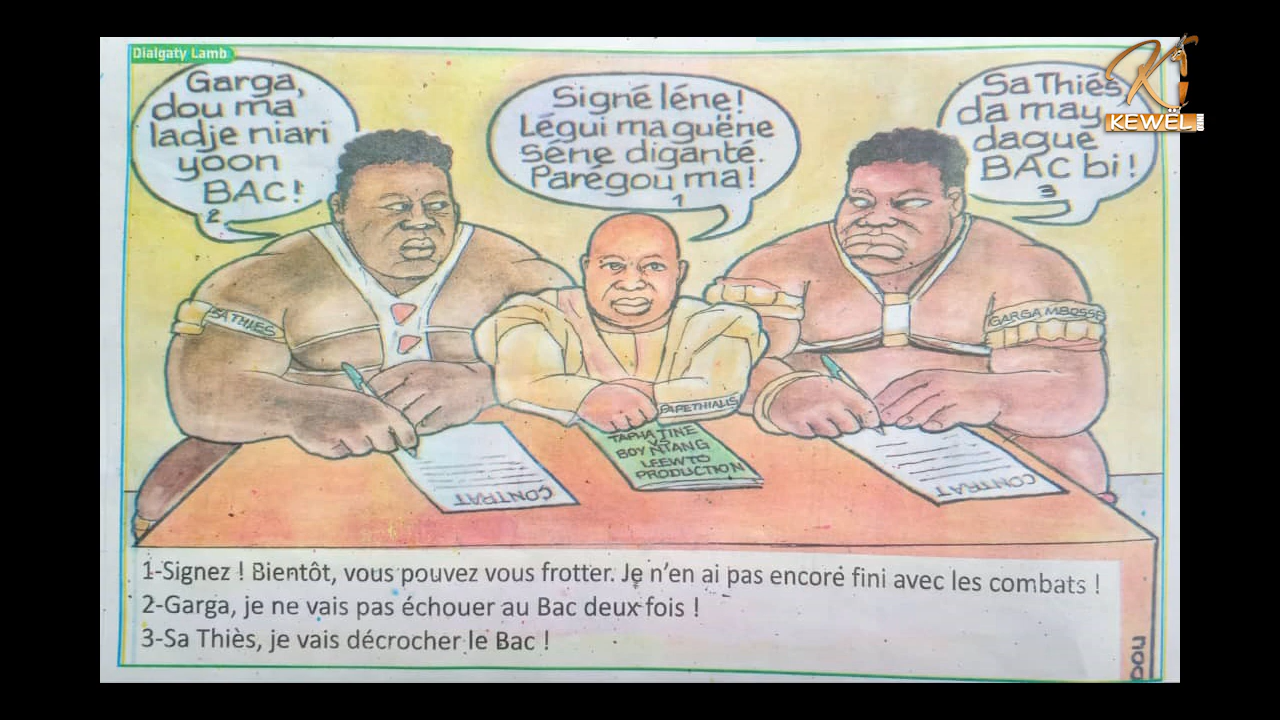 Dialgaty Lamb
Garga,
dou ma
ladje niari
yoon
BAC!
2
Signé léne!
Légui ma guëne
séne diganté.
Parégou ma!
1
Sa Thiés,
da may
dague
BAC bi!
3
KEWËL
BA THIES
GARGA MBOSSE
PAPETHIALIS
TAPHA TINE
VS
BOY NTANG
LEEWTO
PRODUCTION
CONTRAT
CONTRAT
1-Signez ! Bientôt, vous pouvez vous frotter. Je n'en ai pas encore fini avec les combats !
2-Garga, je ne vais pas échouer au Bac deux fois !
3-Sa Thiès, je vais décrocher le Bac !